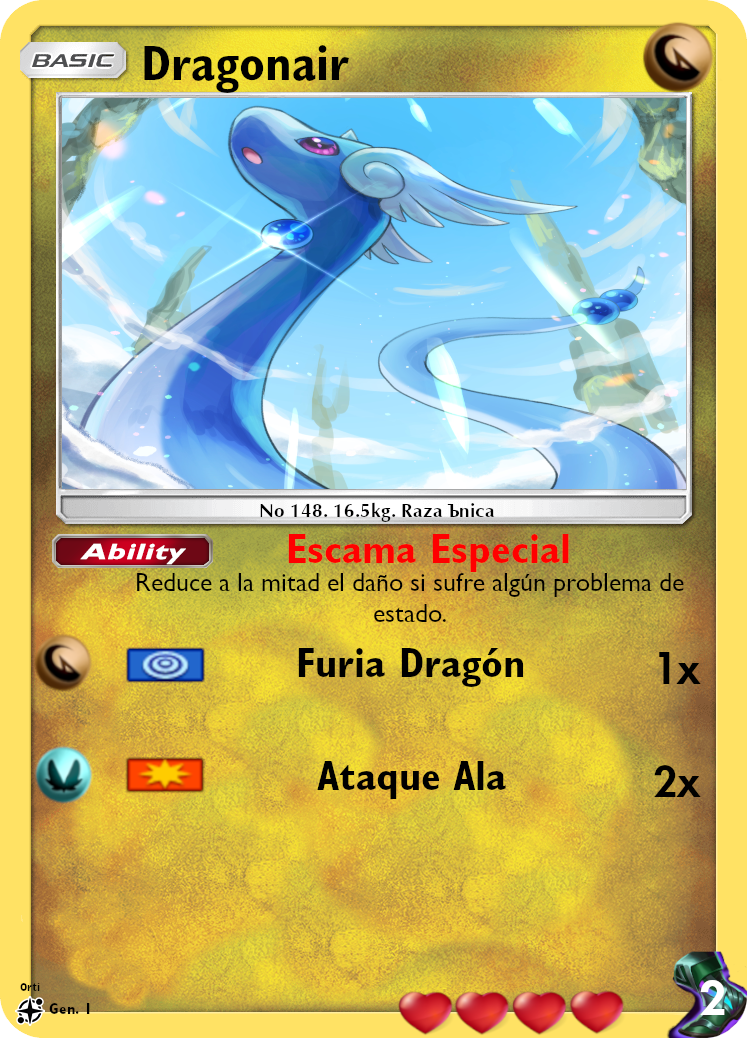 BASIC Dragonair
No 148. 16.5kg. Raza Ъnica
Ability Escama Especial
Reduce a la mitad el daño si sufre algún problema de
estado.
Furia Dragón 1x
Ataque Ala 2x
Orti
Gen. 1
2